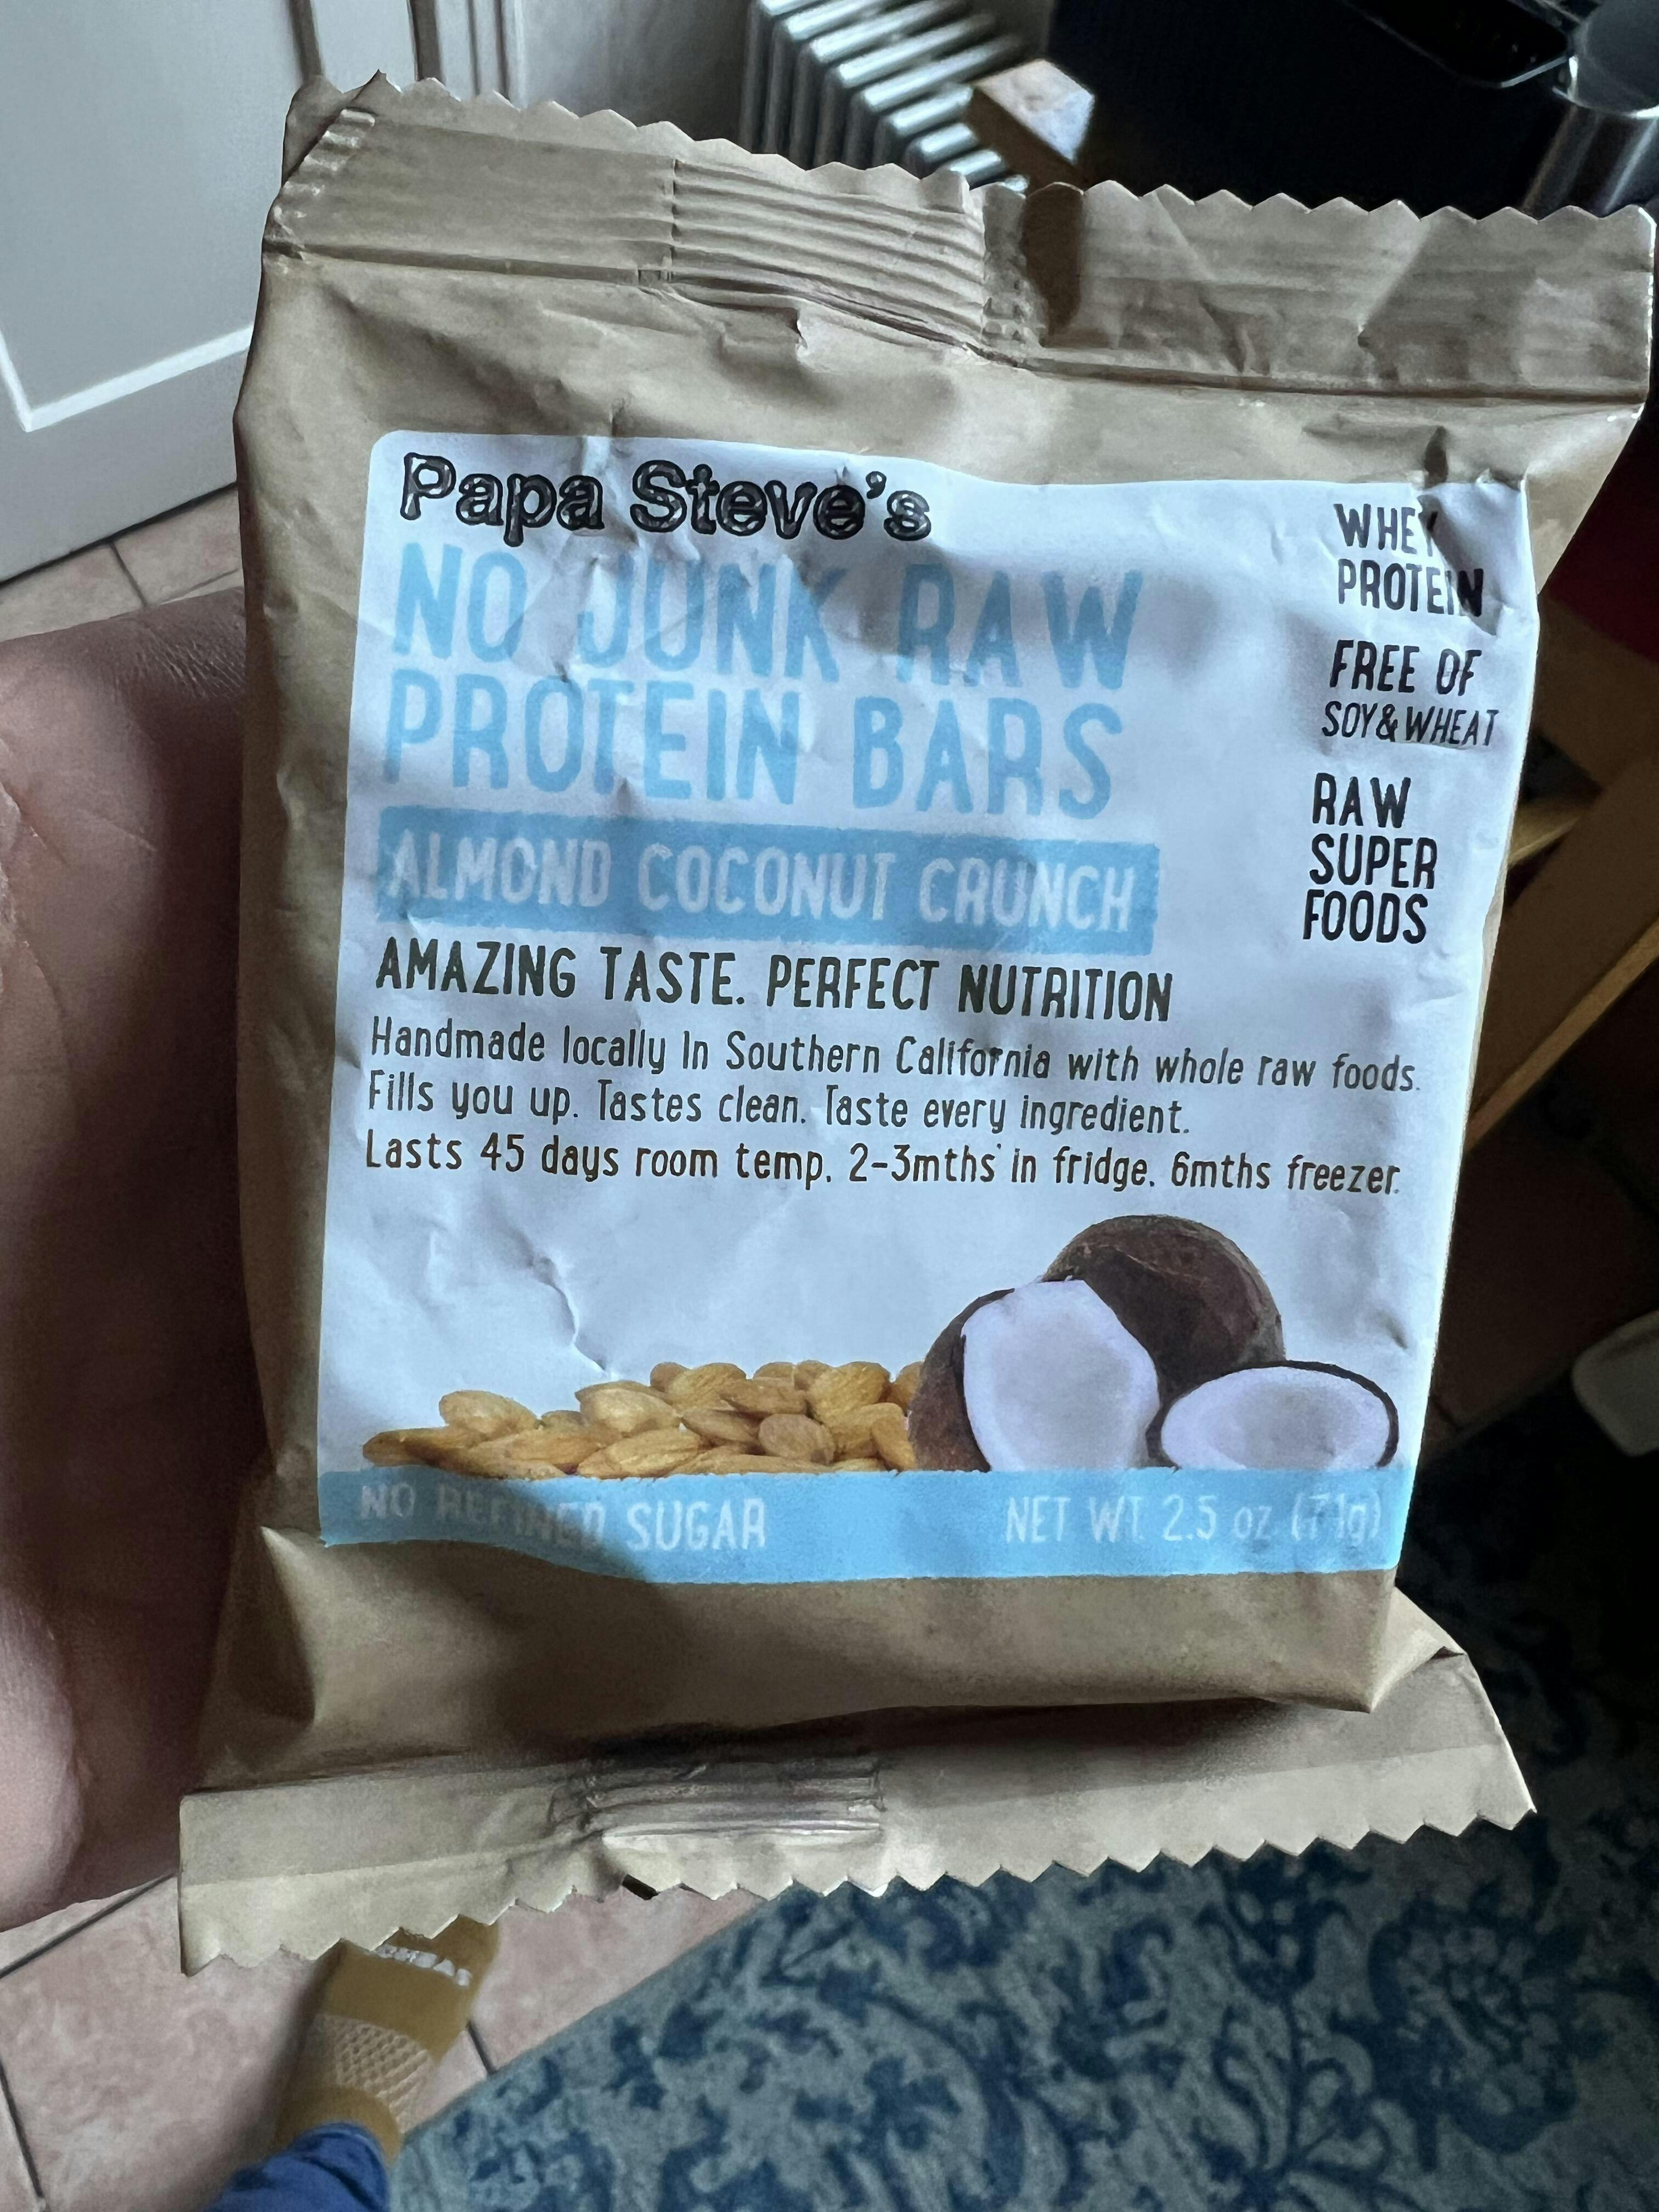 Papa Steve's
NO JUNK RAW
PROTEIN BARS
ALMOND COCONUT CRUNCH
AMAZING TASTE. PERFECT NUTRITION
Handmade locally In Southern California with whole raw foods.
Fills you up. Tastes clean. Taste every ingredient.
Lasts 45 days room temp. 2-3mths in fridge. 6mths freezer.
WHEY
PROTEIN
FREE OF
SOY&WHEAT
RAW
SUPER
FOODS
NO REFINED SUGAR
NET WT 2.5 oz (71g)